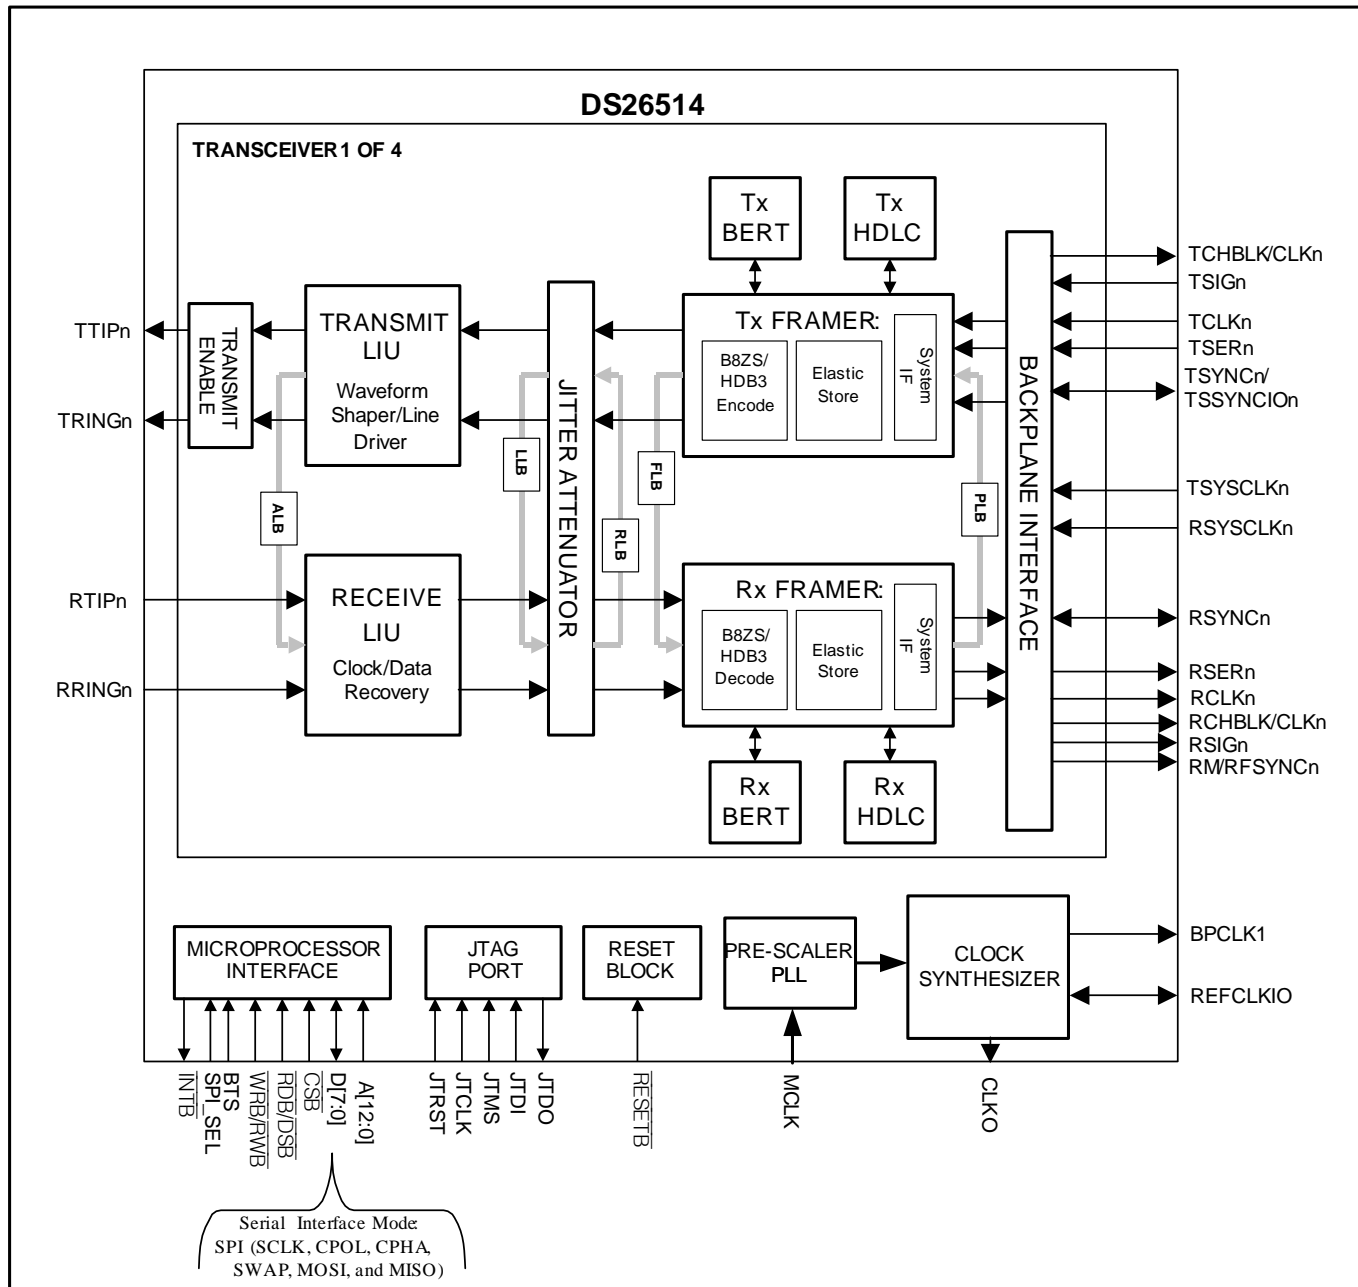 DS26514
TRANSCEIVER 1 OF 4
Tx
BERT
Tx
HDLC
TRANSMIT
ENABLE
TRANSMIT
LIU
Waveform
Shaper/Line
Driver
JITTER ATTENUATOR
Tx FRAMER:
B8ZS/
HDB3
Encode
Elastic
Store
System
IF
BACKPLANE INTERFACE
TTIPn
TRINGn
RTIPn
RRINGn
ALB
LLB
RLB
FLB
PLB
RECEIVE
LIU
Clock/Data
Recovery
Rx FRAMER:
B8ZS/
HDB3
Decode
Elastic
Store
System
IF
Rx
BERT
Rx
HDLC
TCHBLK/CLKn
TSIGn
TCLKn
TSERn
TSYNCn/
TSSYNCIOn
TSYSCLKn
RSYSCLKn
RSYNCn
RSERn
RCLKn
RCHBLK/CLKn
RSIGn
RM/RFSYNCn
MICROPROCESSOR
INTERFACE
JTAG
PORT
RESET
BLOCK
PRE-SCALER
PLL
CLOCK
SYNTHESIZER
BPCLK1
REFCLKIO
INTB
SPI_SEL
BTS
WRB/RWB
RDB/DSB
CSB
D[7:0]
A[12:0]
JTRST
JTCLK
JTMS
JTDI
JTDO
RESETB
MCLK
CLKO
Serial Interface Mode:
SPI (SCLK, CPOL, CPHA,
SWAP, MOSI, and MISO)